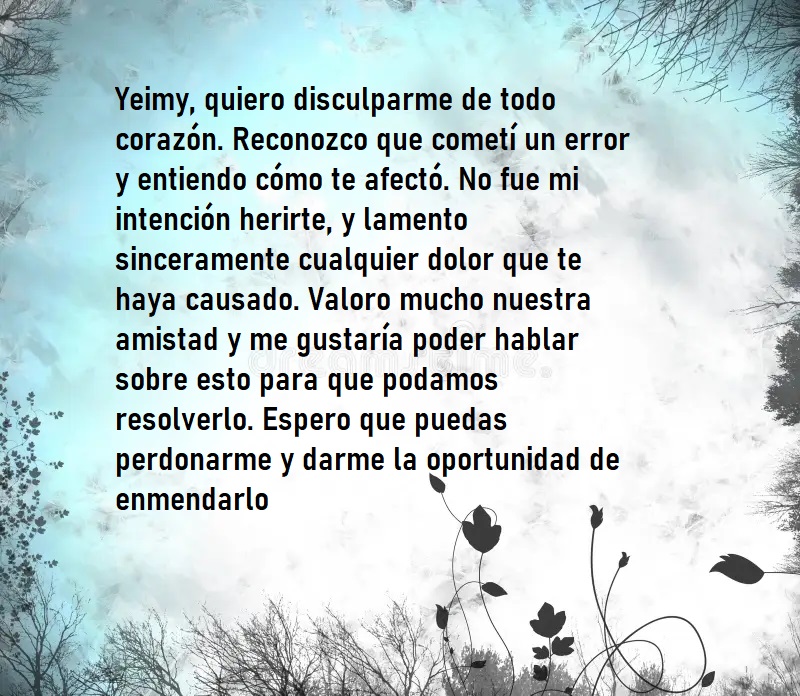 Yeimy, quiero disculparme de todo
corazón. Reconozco que cometí un error
y entiendo cómo te afectó. No fue mi
intención herirte, y lamento
sinceramente cualquier dolor que te
haya causado. Valoro mucho nuestra
amistad y me gustaría poder hablar
sobre esto para que podamos
resolverlo. Espero que puedas
perdonarme y darme la oportunidad de
enmendarlo